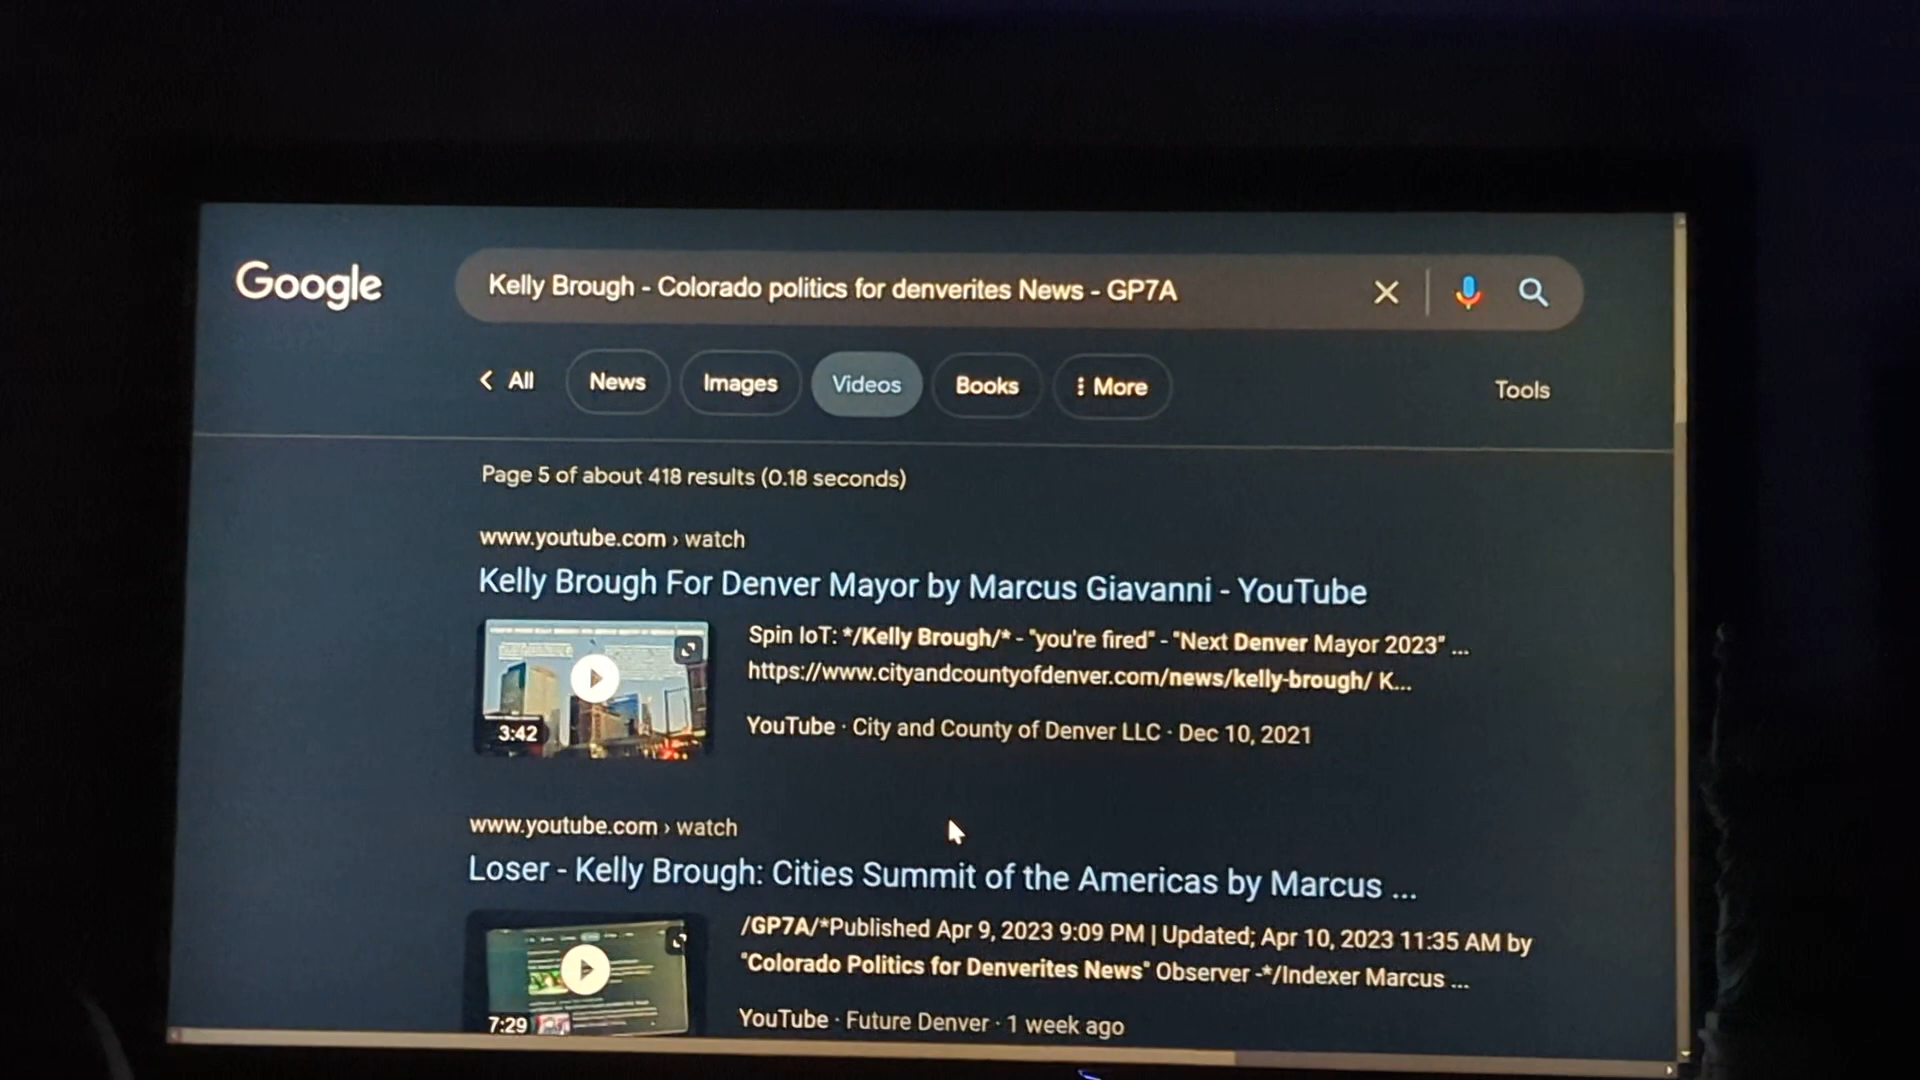 Google
Kelly Brough - Colorado politics for denverites News - GP7A
All
News
Images
Videos
Books
More
Tools
Page 5 of about 418 results (0.18 seconds)
www.youtube.com › watch
Kelly Brough For Denver Mayor by Marcus Giavanni - YouTube
Spin IoT: */Kelly Brough/* - "you're fired" - "Next Denver Mayor 2023" ...
https://www.cityandcountyofdenver.com/news/kelly-brough/ K...
3:42
YouTube · City and County of Denver LLC · Dec 10, 2021
www.youtube.com › watch
Loser - Kelly Brough: Cities Summit of the Americas by Marcus ...
/GP7A/*Published Apr 9, 2023 9:09 PM | Updated; Apr 10, 2023 11:35 AM by
"Colorado Politics for Denverites News" Observer -*/Indexer Marcus ...
7:29
YouTube · Future Denver · 1 week ago